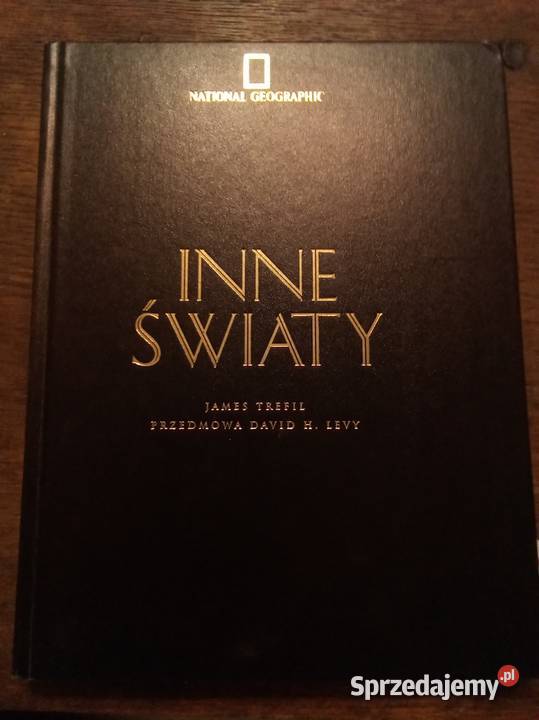 NATIONAL GEOGRAPHIC
INNE
ŚWIATY
JAMES TREFIL
PRZEDMOWA DAVID H. LEVY
Sprzedajemy.pl